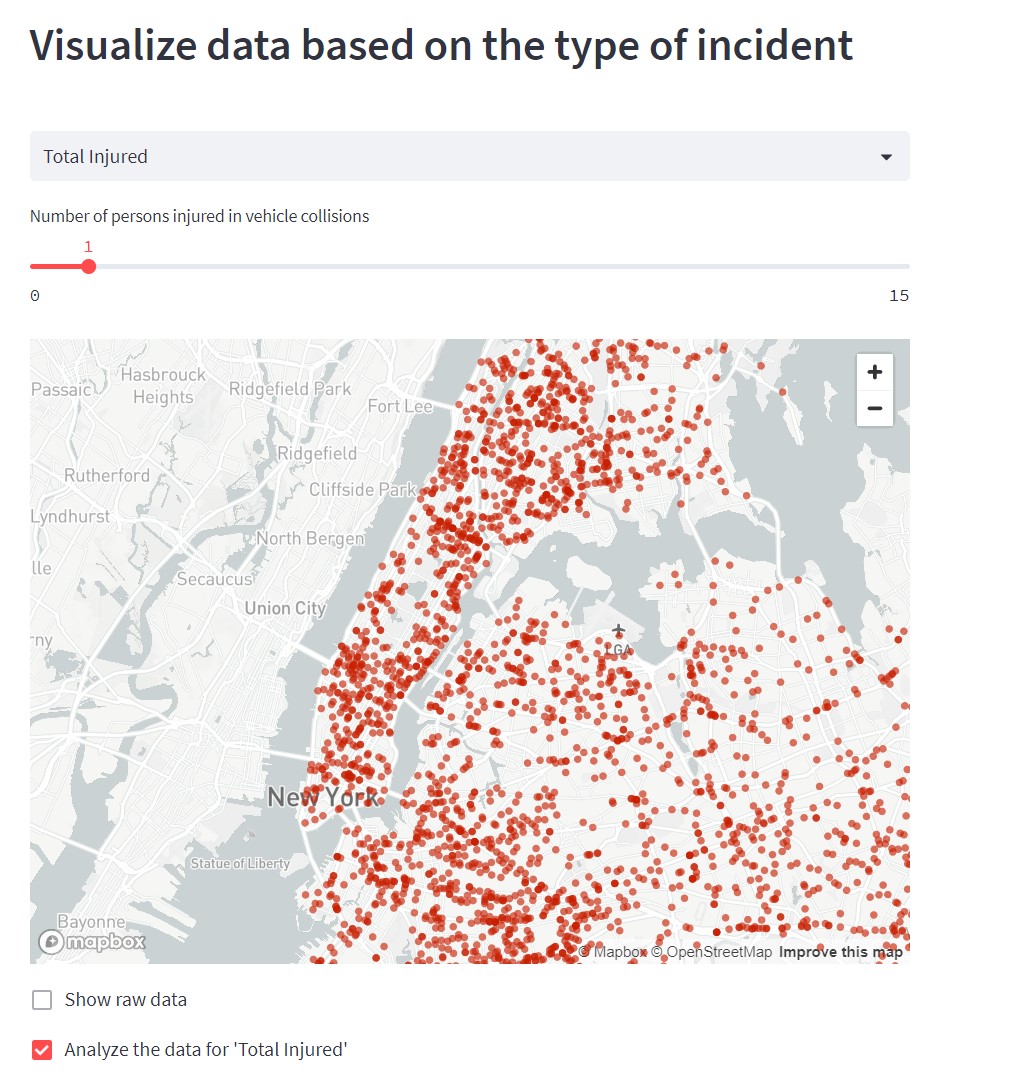 Visualize data based on the type of incident
Total Injured
Number of persons injured in vehicle collisions
1
0
15
Passaic
Hasbrouck
Heights
Ridgefield Park
Fort Lee
+
−
Ridgefield
Rutherford
Cliffside Park
Lyndhurst
North Bergen
lle
Secaucus
Union City
rny
LGA
New York
Statue of Liberty
Bayonne
mapbox
© Mapbox © OpenStreetMap Improve this map
Show raw data
Analyze the data for 'Total Injured'